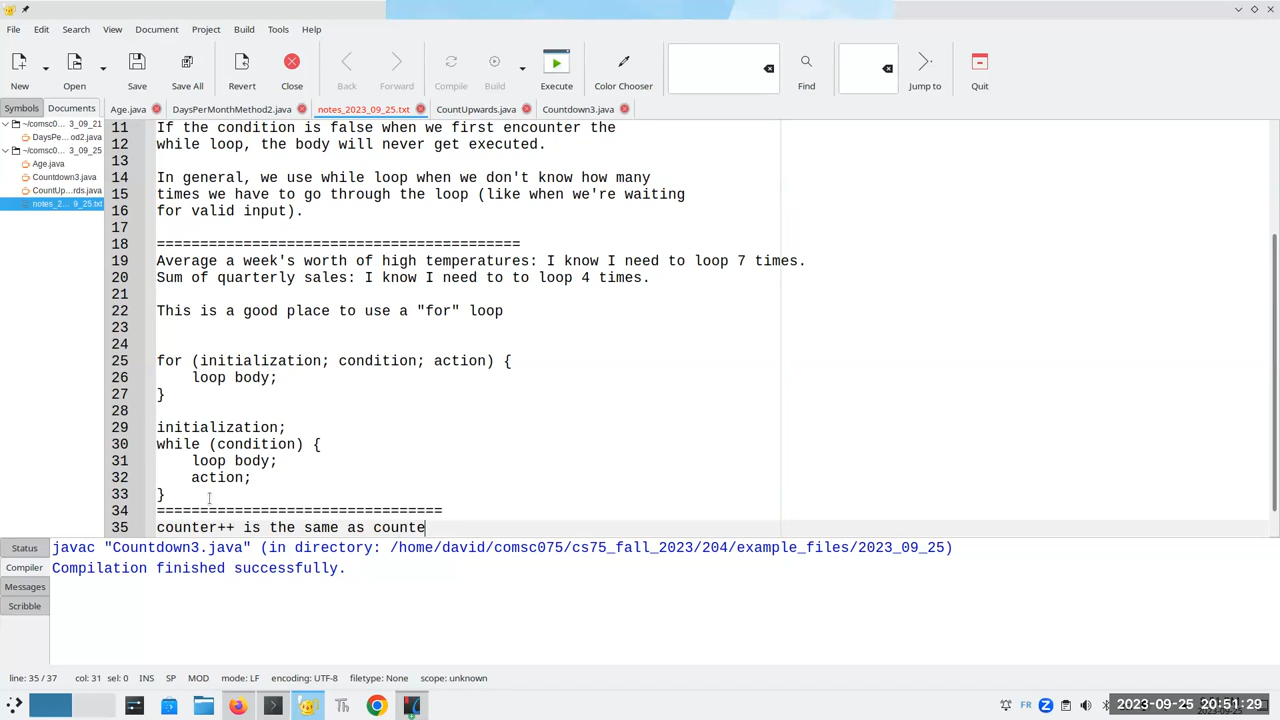 File Edit Search View Document Project Build Tools Help
New Open Save Save All Revert Close Back Forward Compile Build Execute Color Chooser Find Jump to Quit
Symbols Documents Age.java DaysPerMonthMethod2.java notes_2023_09_25.txt CountUpwards.java Countdown3.java
~/comsc0... 3_09_21
DaysPe...od2.java
~/comsc0... 3_09_25
Age.java
Countdown3.java
CountUp...rds.java
notes_2... 9_25.txt
11 If the condition is false when we first encounter the
12 while loop, the body will never get executed.
13
14 In general, we use while loop when we don't know how many
15 times we have to go through the loop (like when we're waiting
16 for valid input).
17
18 ==========================================
19 Average a week's worth of high temperatures: I know I need to loop 7 times.
20 Sum of quarterly sales: I know I need to to loop 4 times.
21
22 This is a good place to use a "for" loop
23
24
25 for (initialization; condition; action) {
26 loop body;
27 }
28
29 initialization;
30 while (condition) {
31 loop body;
32 action;
33 }
34 =================================
35 counter++ is the same as counte
Status
Compiler
Messages
Scribble
javac "Countdown3.java" (in directory: /home/david/comsc075/cs75_fall_2023/204/example_files/2023_09_25)
Compilation finished successfully.
line: 35 / 37 col: 31 sel: 0 INS SP MOD mode: LF encoding: UTF-8 filetype: None scope: unknown
FR 2023-09-25 20:51:29